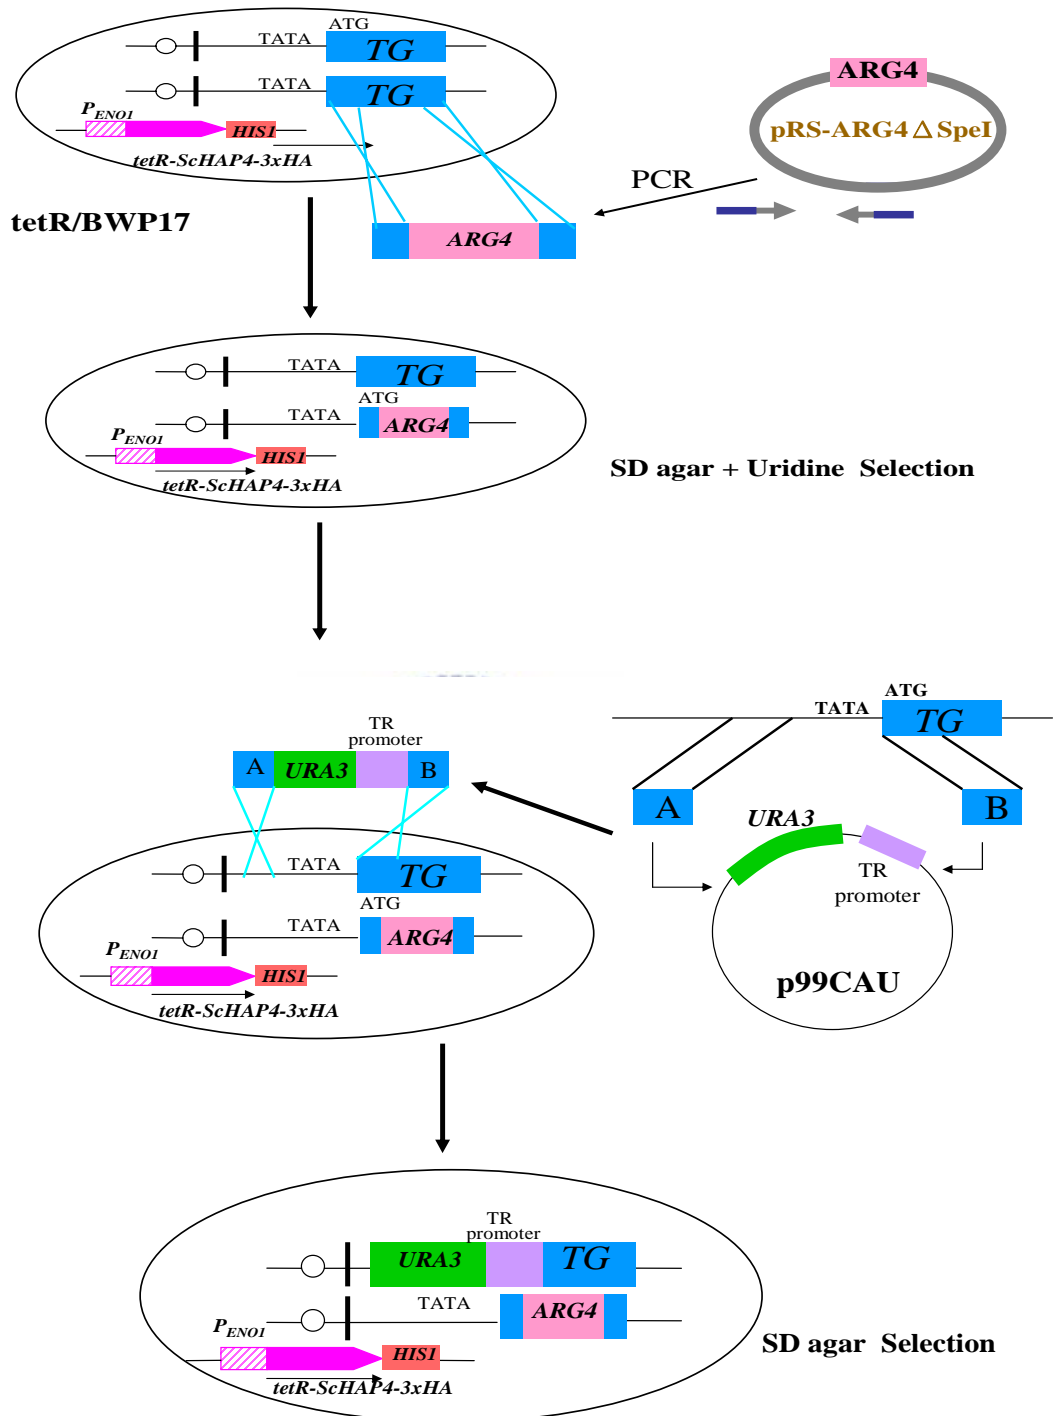 ATG
TATA
TG
TATA
TG
PENO1
HIS1
tetR-ScHAP4-3xHA
ARG4
pRS-ARG4 Δ SpeI
PCR
tetR/BWP17
ARG4
TATA
TG
ATG
TATA
ARG4
PENO1
HIS1
tetR-ScHAP4-3xHA
SD agar + Uridine Selection
TR
promoter
A
URA3
B
ATG
TATA
TG
A
B
URA3
TR
promoter
p99CAU
TATA
TG
ATG
TATA
ARG4
PENO1
HIS1
tetR-ScHAP4-3xHA
TR
promoter
URA3
TG
TATA
ARG4
PENO1
HIS1
tetR-ScHAP4-3xHA
SD agar Selection